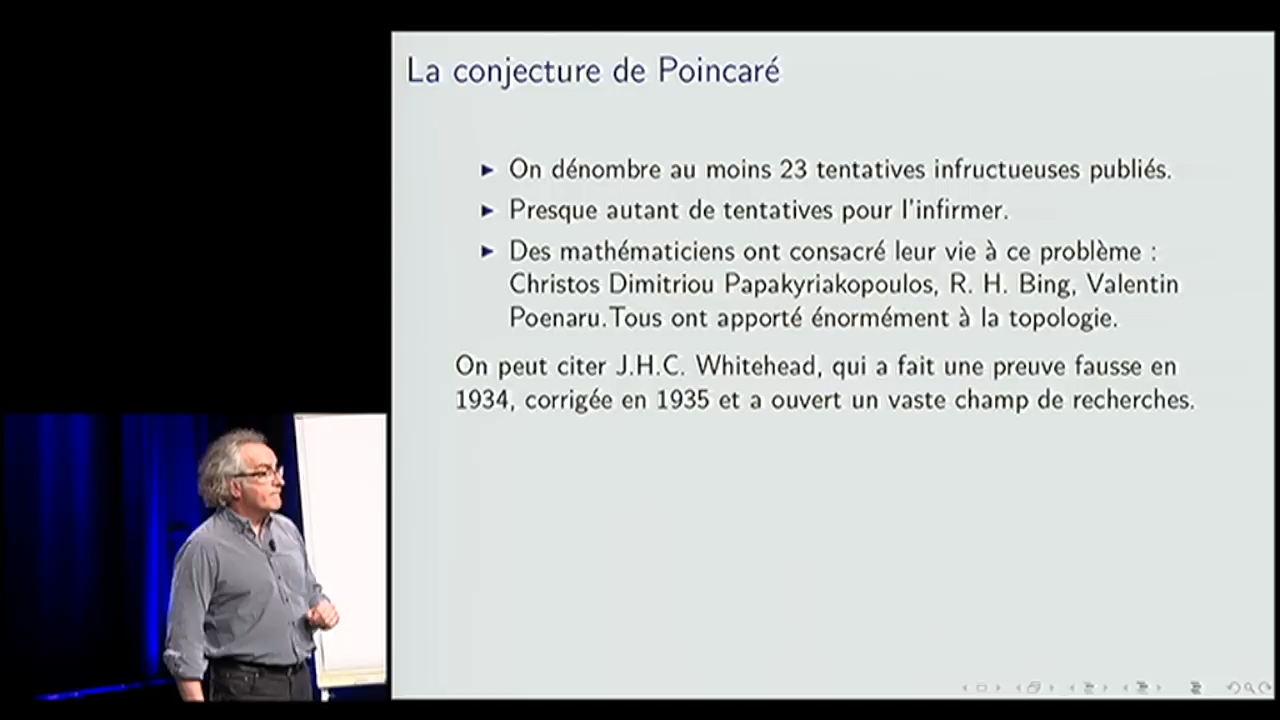 La conjecture de Poincaré
On dénombre au moins 23 tentatives infructueuses publiés.
Presque autant de tentatives pour l'infirmer.
Des mathématiciens ont consacré leur vie à ce problème :
Christos Dimitriou Papakyriakopoulos, R. H. Bing, Valentin
Poenaru.Tous ont apporté énormément à la topologie.
On peut citer J.H.C. Whitehead, qui a fait une preuve fausse en
1934, corrigée en 1935 et a ouvert un vaste champ de recherches.